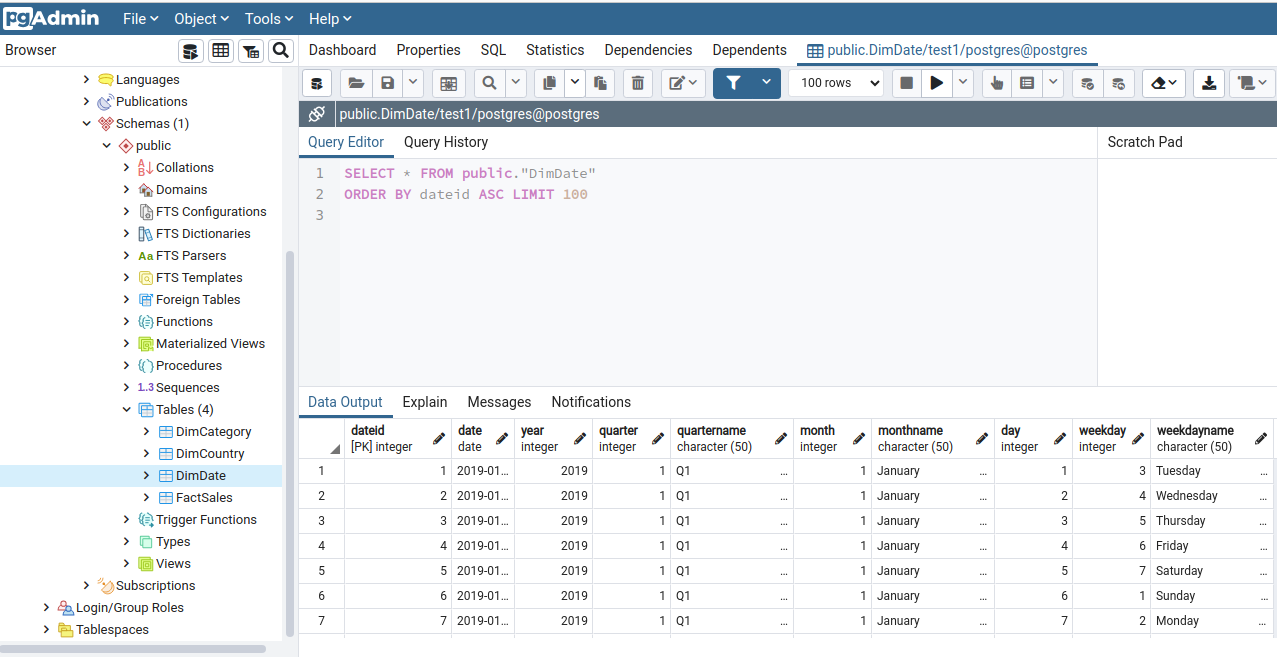 pgAdmin File Object Tools Help
Browser
Dashboard Properties SQL Statistics Dependencies Dependents public.DimDate/test1/postgres@postgres
100 rows
public.DimDate/test1/postgres@postgres
Languages
Publications
Schemas (1)
public
Collations
Domains
FTS Configurations
FTS Dictionaries
Aa FTS Parsers
FTS Templates
Foreign Tables
Functions
Materialized Views
Procedures
1..3 Sequences
Tables (4)
DimCategory
DimCountry
DimDate
FactSales
Trigger Functions
Types
Views
Subscriptions
Login/Group Roles
Tablespaces
Query Editor Query History
Scratch Pad
1 SELECT * FROM public."DimDate"
2 ORDER BY dateid ASC LIMIT 100
3
Data Output Explain Messages Notifications
dateid date year quarter quartername month monthname day weekday weekdayname
[PK] integer date integer integer character (50) integer character (50) integer integer character (50)
1 1 2019-01... 2019 1 Q1 ... 1 January ... 1 3 Tuesday ...
2 2 2019-01... 2019 1 Q1 ... 1 January ... 2 4 Wednesday ...
3 3 2019-01... 2019 1 Q1 ... 1 January ... 3 5 Thursday ...
4 4 2019-01... 2019 1 Q1 ... 1 January ... 4 6 Friday ...
5 5 2019-01... 2019 1 Q1 ... 1 January ... 5 7 Saturday ...
6 6 2019-01... 2019 1 Q1 ... 1 January ... 6 1 Sunday ...
7 7 2019-01... 2019 1 Q1 ... 1 January ... 7 2 Monday ...